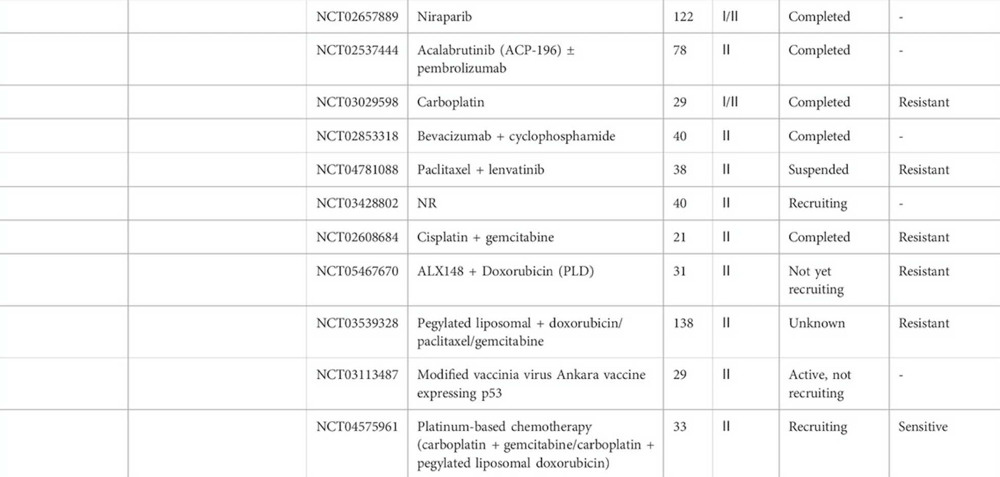 NCT02657889 Niraparib 122 I/II Completed -
NCT02537444 Acalabrutinib (ACP-196) ± 78 II Completed -
pembrolizumab
NCT03029598 Carboplatin 29 I/II Completed Resistant
NCT02853318 Bevacizumab + cyclophosphamide 40 II Completed -
NCT04781088 Paclitaxel + lenvatinib 38 II Suspended Resistant
NCT03428802 NR 40 II Recruiting -
NCT02608684 Cisplatin + gemcitabine 21 II Completed Resistant
NCT05467670 ALX148 + Doxorubicin (PLD) 31 II Not yet Resistant
recruiting
NCT03539328 Pegylated liposomal + doxorubicin/ 138 II Unknown Resistant
paclitaxel/gemcitabine
NCT03113487 Modified vaccinia virus Ankara vaccine 29 II Active, not -
expressing p53 recruiting
NCT04575961 Platinum-based chemotherapy 33 II Recruiting Sensitive
(carboplatin + gemcitabine/carboplatin +
pegylated liposomal doxorubicin)